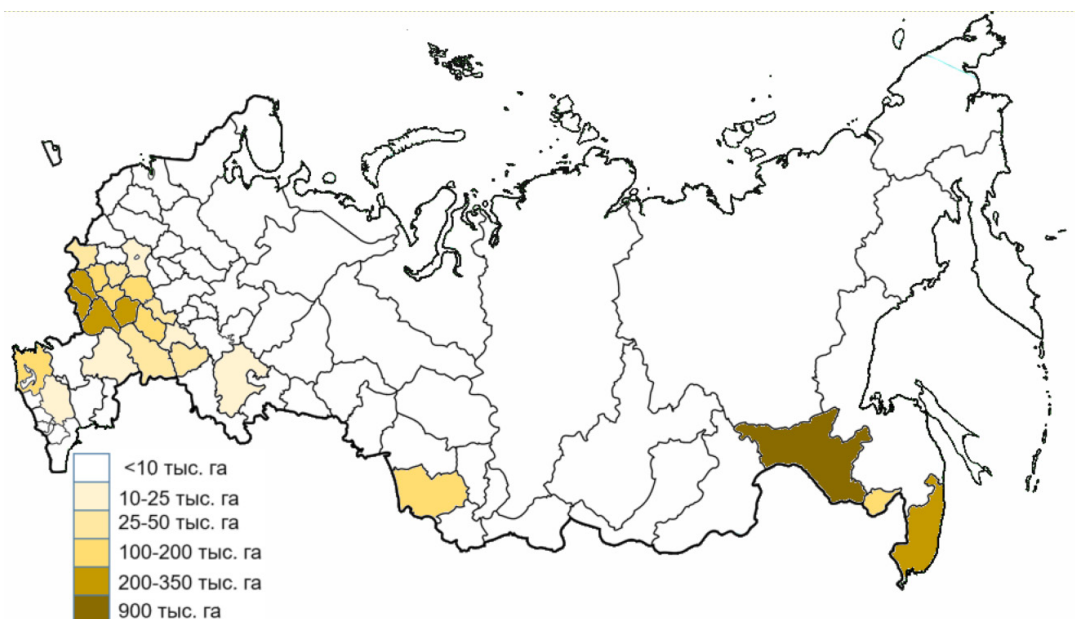 <10 тыс. га
10-25 тыс. га
25-50 тыс. га
100-200 тыс. га
200-350 тыс. га
900 тыс. га